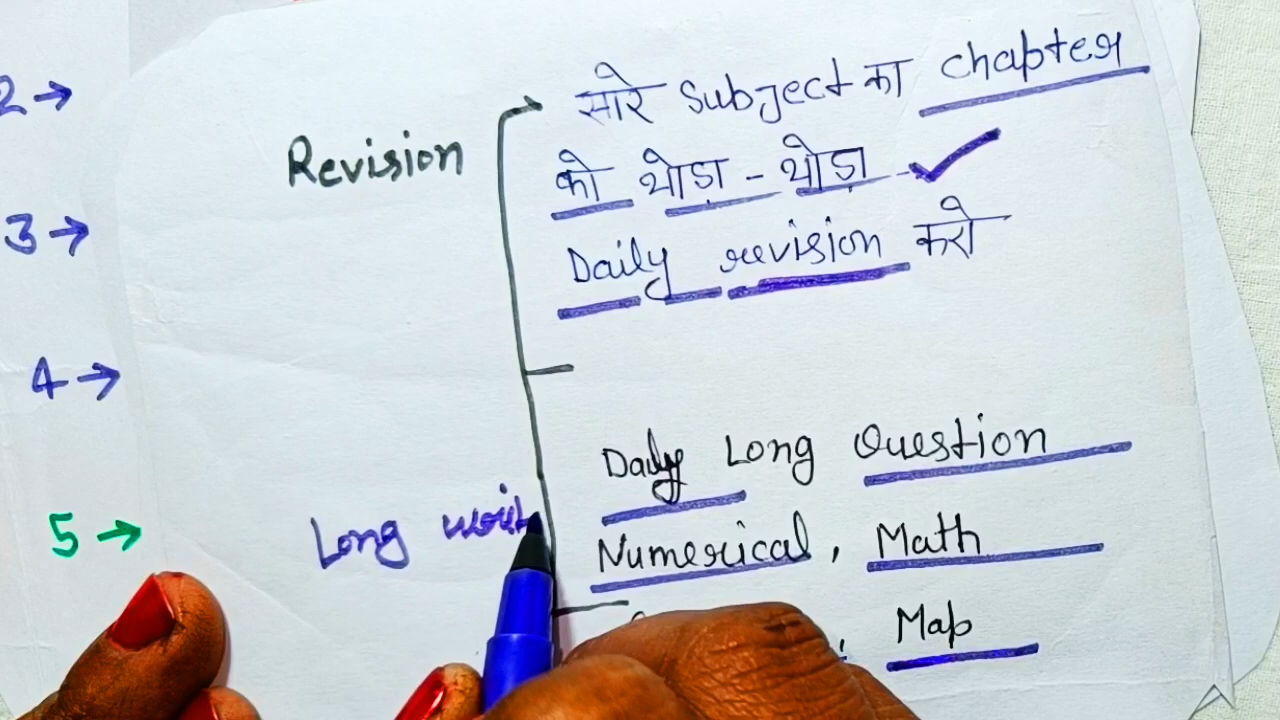 2 →
सारे Subject का chapter
Revision
को थोड़ा - थोड़ा ✓
3 →
Daily revision करो
4 →
Daily Long Question
5 →
Long
Numerical, Math
, Map